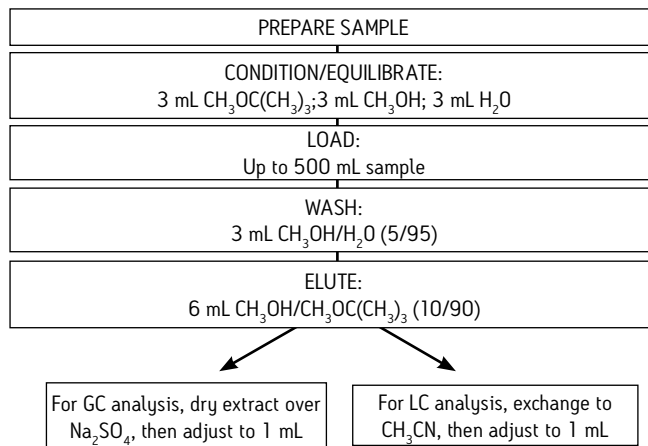 PREPARE SAMPLE
CONDITION/EQUILIBRATE:
3 mL CH₃OC(CH₃)₃;3 mL CH₃OH; 3 mL H₂O
LOAD:
Up to 500 mL sample
WASH:
3 mL CH₃OH/H₂O (5/95)
ELUTE:
6 mL CH₃OH/CH₃OC(CH₃)₃ (10/90)
For GC analysis, dry extract over
Na₂SO₄, then adjust to 1 mL
For LC analysis, exchange to
CH₃CN, then adjust to 1 mL